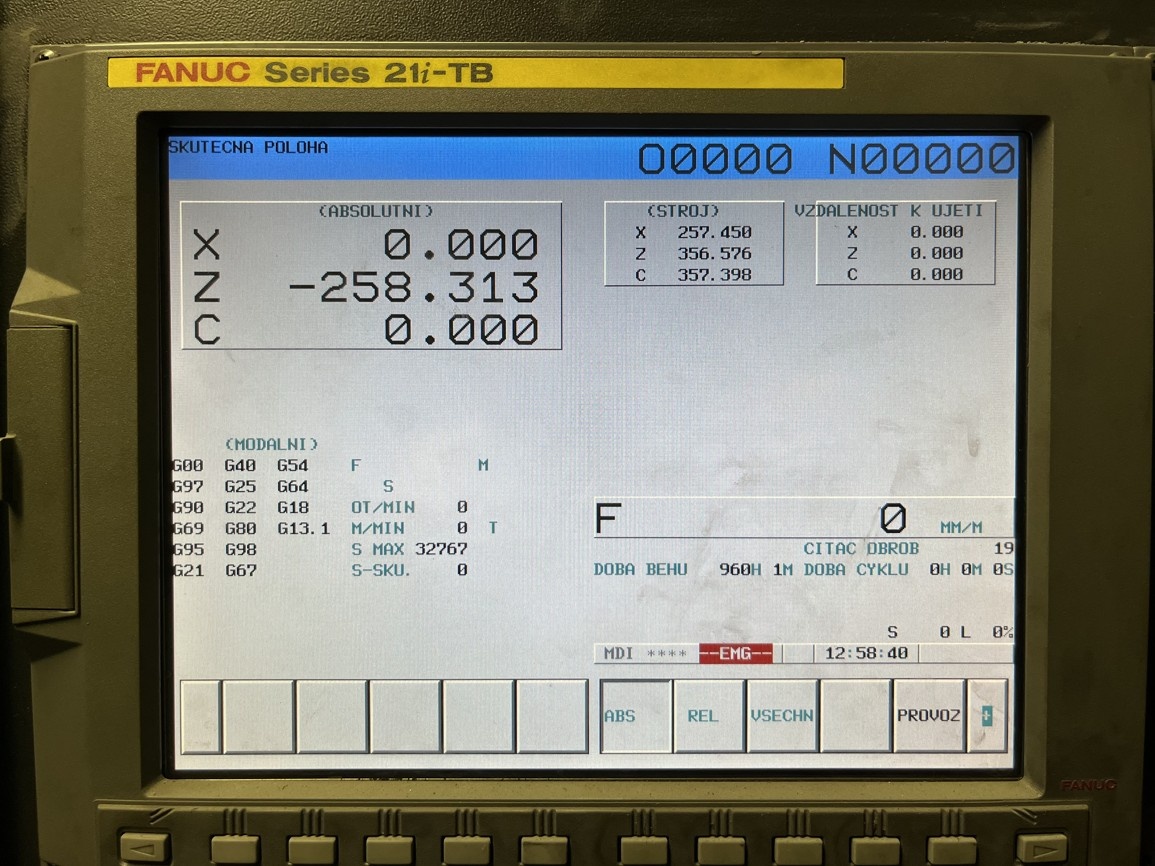 FANUC Series 21i-TB
SKUTECNA POLOHA O0000 N00000
(ABSOLUTNI)
X 0.000
Z -258.313
C 0.000
(STROJ)
X 257.450
Z 356.576
C 357.398
VZDALENOST K UJETI
X 0.000
Z 0.000
C 0.000
(MODALNI)
G00 G40 G54 F M
G97 G25 G64 S
G90 G22 G18 OT/MIN 0
G69 G80 G13.1 M/MIN 0 T
G95 G98 S MAX 32767
G21 G67 S-SKU. 0
F 0 MM/M
CITAC OBROB 19
DOBA BEHU 960H 1M DOBA CYKLU 0H 0M 0S
S 0 L 0%
MDI **** --EMG-- 12:58:40
ABS REL VSECHN PROVOZ +
FANUC